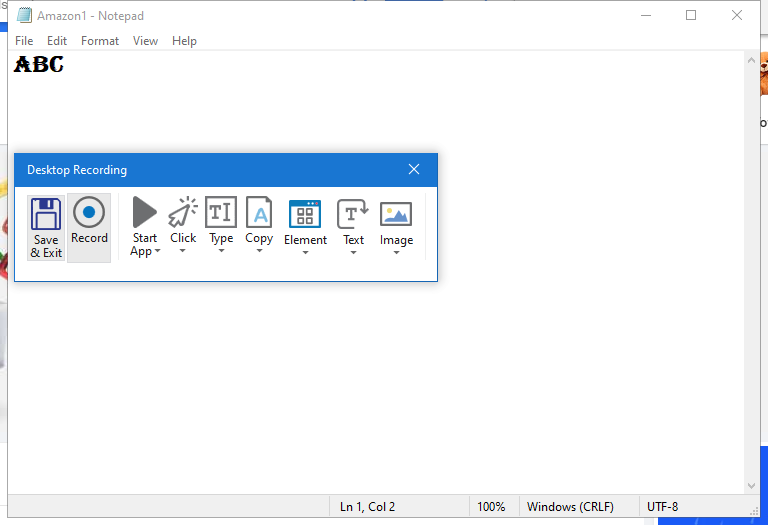 Amazon1 - Notepad
File Edit Format View Help
ABC
Desktop Recording
Save & Exit
Record
Start App
Click
Type
Copy
Element
Text
Image
Ln 1, Col 2
100%
Windows (CRLF)
UTF-8